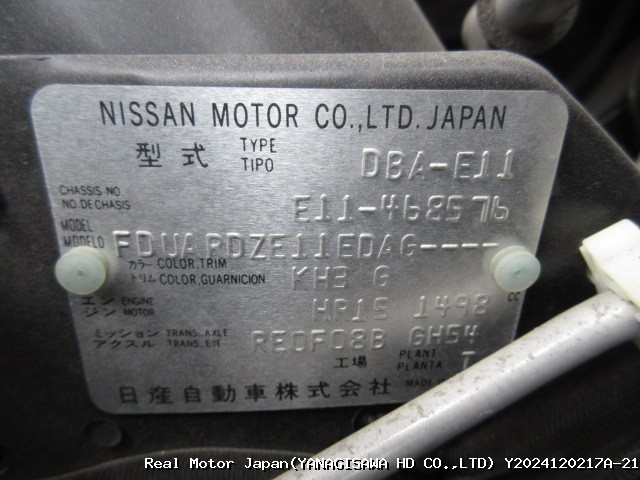 NISSAN MOTOR CO.,LTD. JAPAN
型式 TYPE TIPO DBA-E11
CHASSIS NO. NO. DE CHASIS E11-468576
MODEL MODELO FDWARDZE11EDAG----
カラー COLOR,TRIM トリム COLOR,GUARNICION KH3 G
エンジン ENGINE MOTOR HR15 1498 CC
ミッション TRANS. AXLE アクスル TRANS. EJE RE0F08B GH54
工場 PLANT PLANTA T
日産自動車株式会社 MADE
Real Motor Japan(YANAGISAWA HD CO.,LTD) Y2024120217A-21